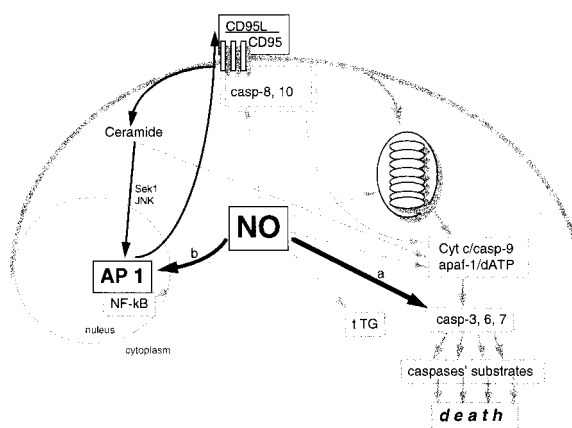 CD95L
CD95
casp-8, 10
Ceramide
Sek1
JNK
NO
Cyt c/casp-9
apaf-1/dATP
b
a
AP 1
NF-kB
casp-3, 6, 7
t TG
nuleus
cytoplasm
caspases' substrates
death